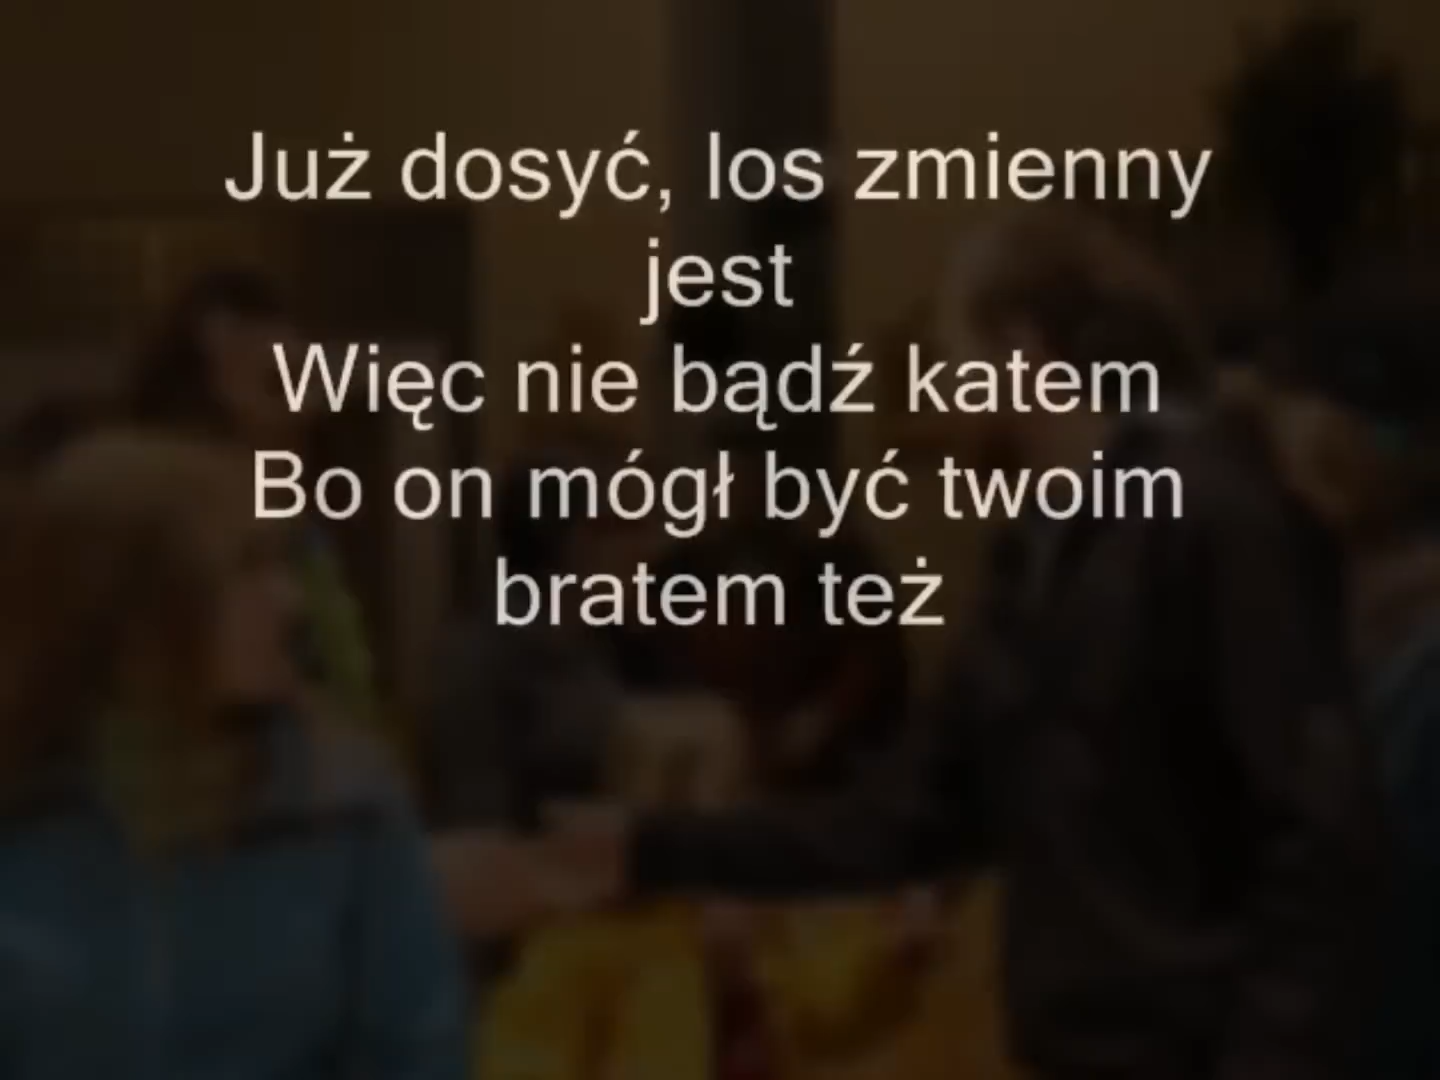 Już dosyć, los zmienny
jest
Więc nie bądź katem
Bo on mógł być twoim
bratem też